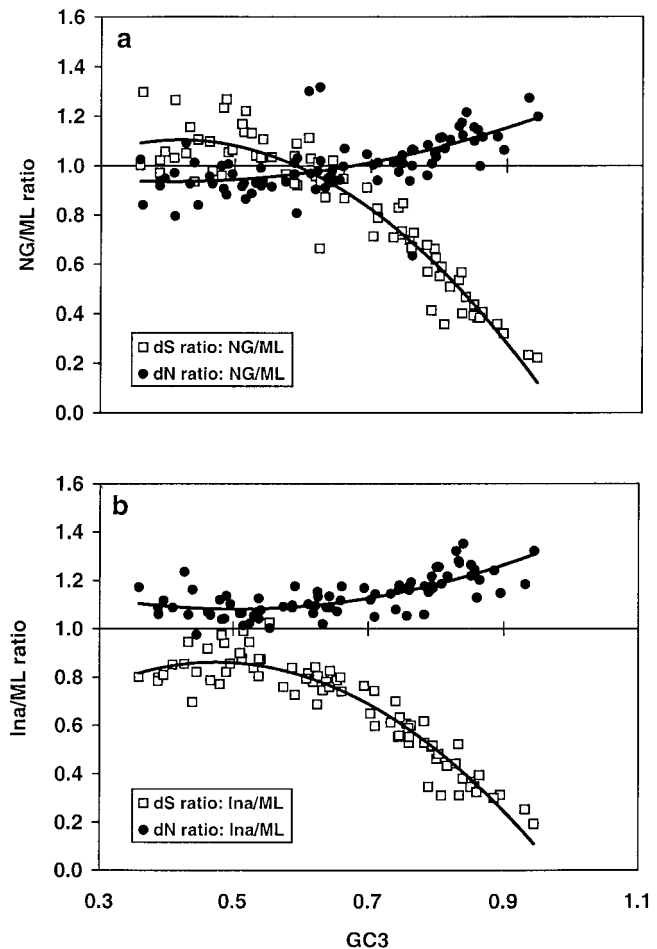 a
1.6
1.4
1.2
1.0
0.8
0.6
0.4
0.2
0.0
NG/ML ratio
dS ratio: NG/ML
dN ratio: NG/ML
b
1.6
1.4
1.2
1.0
0.8
0.6
0.4
0.2
0.0
Ina/ML ratio
dS ratio: Ina/ML
dN ratio: Ina/ML
0.3 0.5 0.7 0.9 1.1
GC3